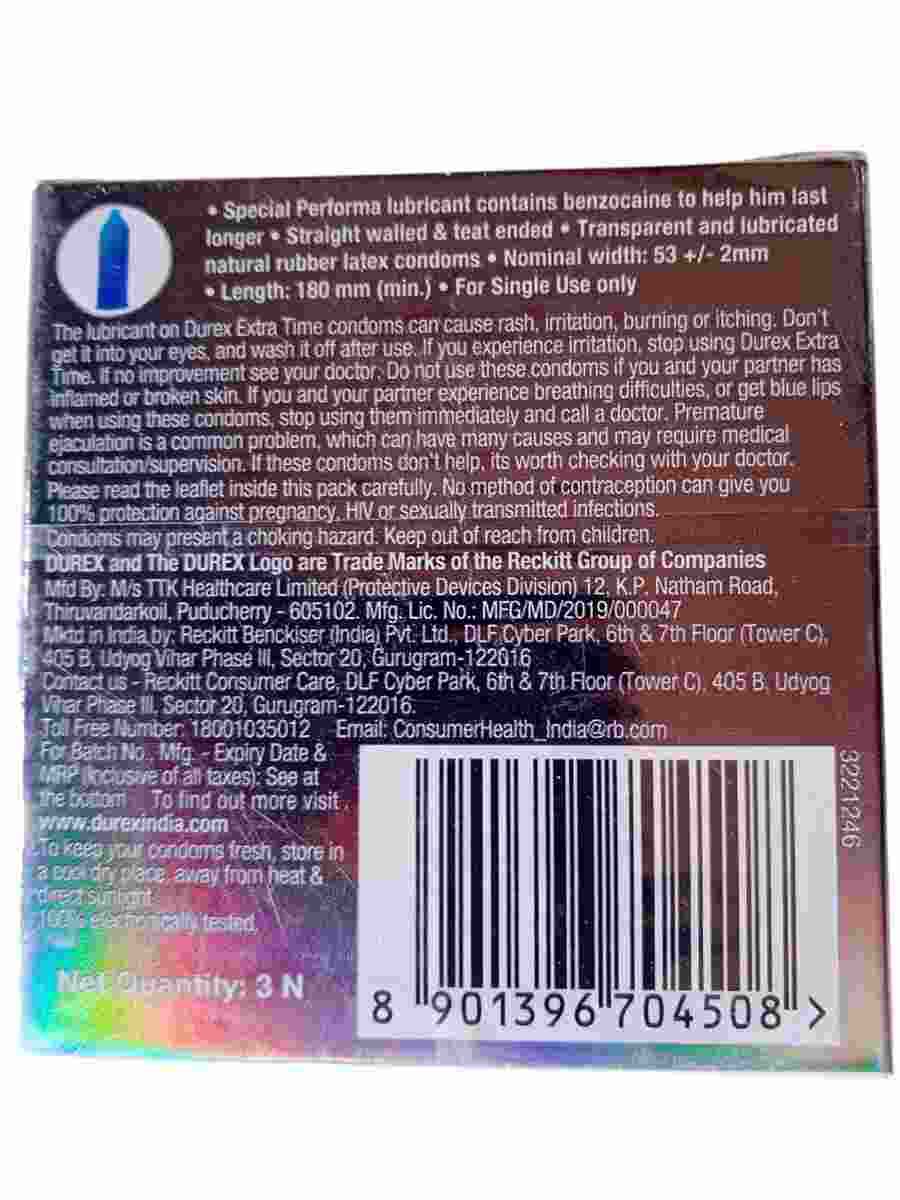 • Special Performa lubricant contains benzocaine to help him last
longer • Straight walled & teat ended • Transparent and lubricated
natural rubber latex condoms • Nominal width: 53 +/- 2mm
• Length: 180 mm (min.) • For Single Use only
The lubricant on Durex Extra Time condoms can cause rash, irritation, burning or itching. Don't
get it into your eyes, and wash it off after use. If you experience irritation, stop using Durex Extra
Time. If no improvement see your doctor. Do not use these condoms if you and your partner has
inflamed or broken skin. If you and your partner experience breathing difficulties, or get blue lips
when using these condoms, stop using them immediately and call a doctor. Premature
ejaculation is a common problem, which can have many causes and may require medical
consultation/supervision. If these condoms don't help, its worth checking with your doctor.
Please read the leaflet inside this pack carefully. No method of contraception can give you
100% protection against pregnancy, HIV or sexually transmitted infections.
Condoms may present a choking hazard. Keep out of reach from children.
DUREX and The DUREX Logo are Trade Marks of the Reckitt Group of Companies
Mfd By: M/s TTK Healthcare Limited (Protective Devices Division) 12, K.P. Natham Road,
Thiruvandarkoil, Puducherry - 605102. Mfg. Lic. No.: MFG/MD/2019/000047
Mktd in India by: Reckitt Benckiser (India) Pvt. Ltd., DLF Cyber Park, 6th & 7th Floor (Tower C),
405 B, Udyog Vihar Phase III, Sector 20, Gurugram-122016
Contact us - Reckitt Consumer Care, DLF Cyber Park, 6th & 7th Floor (Tower C), 405 B, Udyog
Vihar Phase III, Sector 20, Gurugram-122016.
Toll Free Number: 18001035012 Email: ConsumerHealth_India@rb.com
For Batch No., Mfg. - Expiry Date &
MRP (Inclusive of all taxes): See at
the bottom To find out more visit
www.durexindia.com
To keep your condoms fresh, store in
a cool dry place, away from heat &
direct sunlight.
100% electronically tested.
Net Quantity: 3 N
8 901396 704508 >
3221246